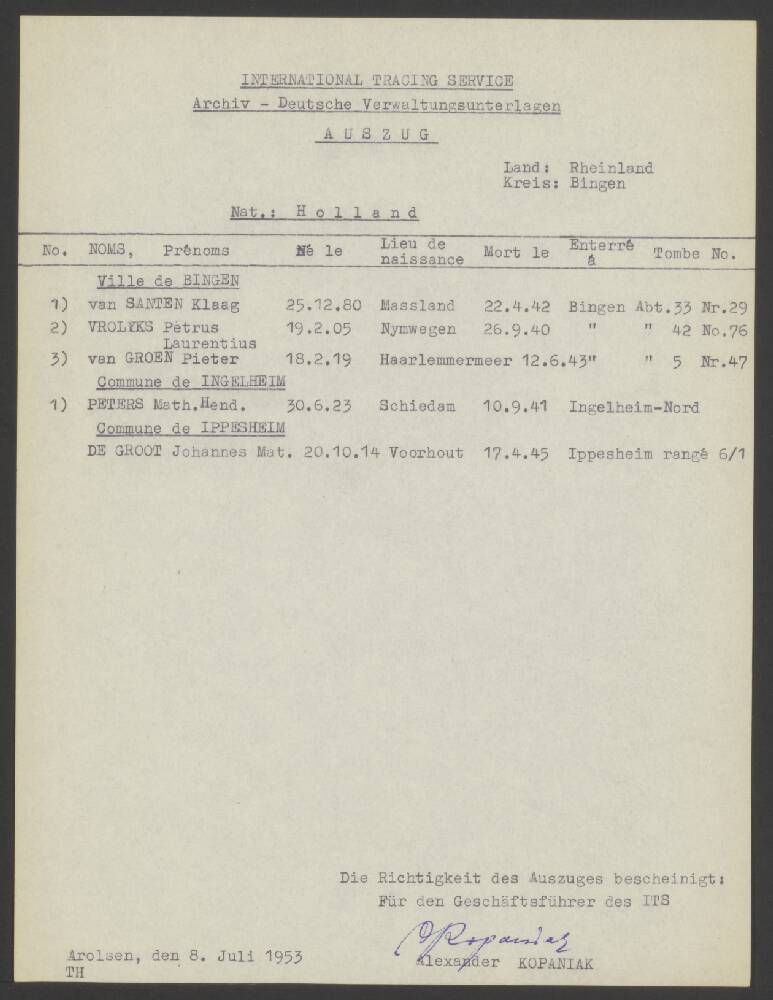 INTERNATIONAL TRACING SERVICE
Archiv - Deutsche Verwaltungsunterlagen
A U S Z U G
Land: Rheinland
Kreis: Bingen
Nat.: H o l l a n d
No. NOMS, Prénoms Né le Lieu de naissance Mort le Enterré á Tombe No.
Ville de BINGEN
1) van SANTEN Klaag 25.12.80 Massland 22.4.42 Bingen Abt.33 Nr.29
2) VROLYKS Pétrus 19.2.05 Nymwegen 26.9.40 " " 42 No.76
Laurentius
3) van GROEN Pieter 18.2.19 Haarlemmermeer 12.6.43" " 5 Nr.47
Commune de INGELHEIM
1) PETERS Math.Hend. 30.6.23 Schiedam 10.9.41 Ingelheim-Nord
Commune de IPPESHEIM
DE GROOT Johannes Mat. 20.10.14 Voorhout 17.4.45 Ippesheim rangé 6/1
Die Richtigkeit des Auszuges bescheinigt:
Für den Geschäftsführer des ITS
Kopaniak
Alexander KOPANIAK
Arolsen, den 8. Juli 1953
TH